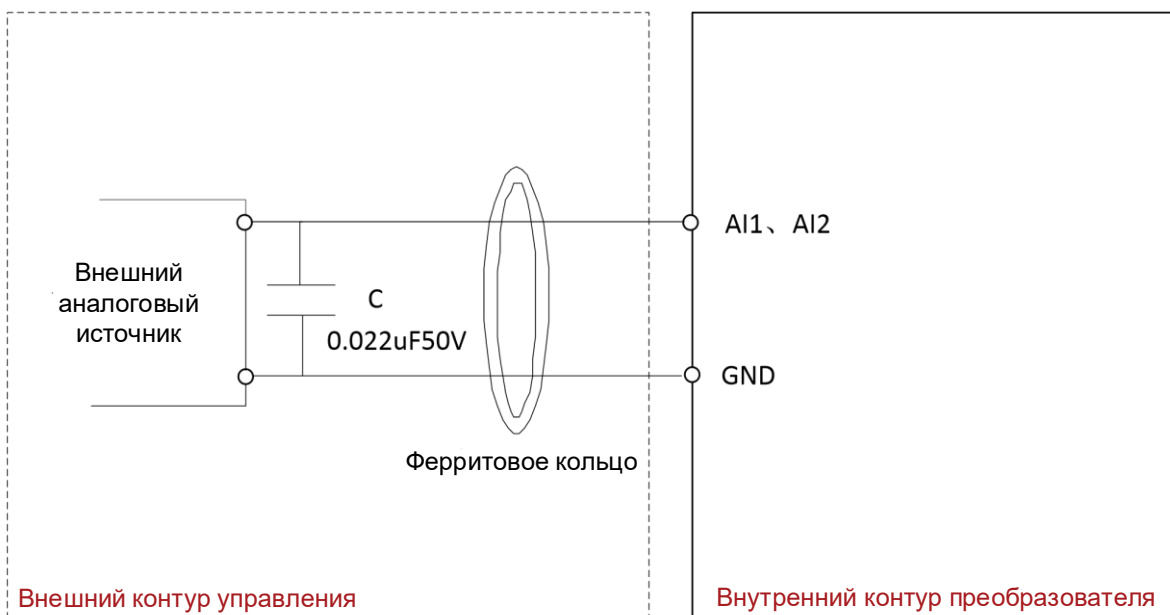 AI1、AI2
Внешний
аналоговый
источник
C
0.022uF50V
GND
Ферритовое кольцо
Внешний контур управления
Внутренний контур преобразователя